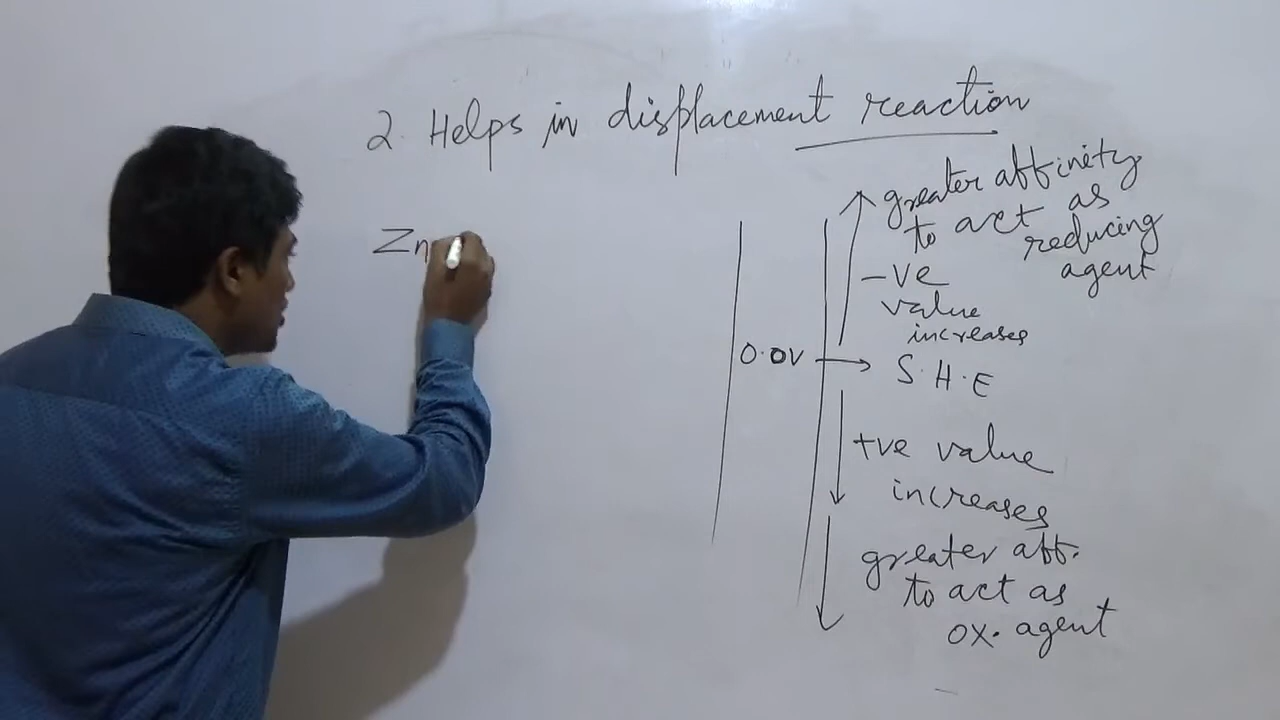 2. Helps in displacement reaction
Zn
greater affinity
to act as
reducing
agent
-ve
value
increases
0.0V
S.H.E
+ve value
increases
greater aff.
to act as
ox. agent